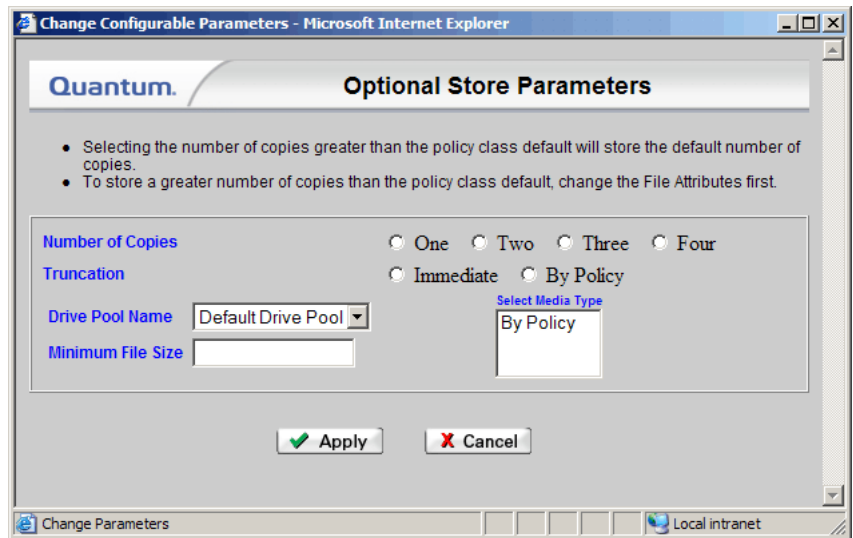 Change Configurable Parameters - Microsoft Internet Explorer
Quantum.
Optional Store Parameters
• Selecting the number of copies greater than the policy class default will store the default number of
copies.
• To store a greater number of copies than the policy class default, change the File Attributes first.
Number of Copies One Two Three Four
Truncation Immediate By Policy
Select Media Type
Drive Pool Name Default Drive Pool By Policy
Minimum File Size
Apply Cancel
Change Parameters Local intranet